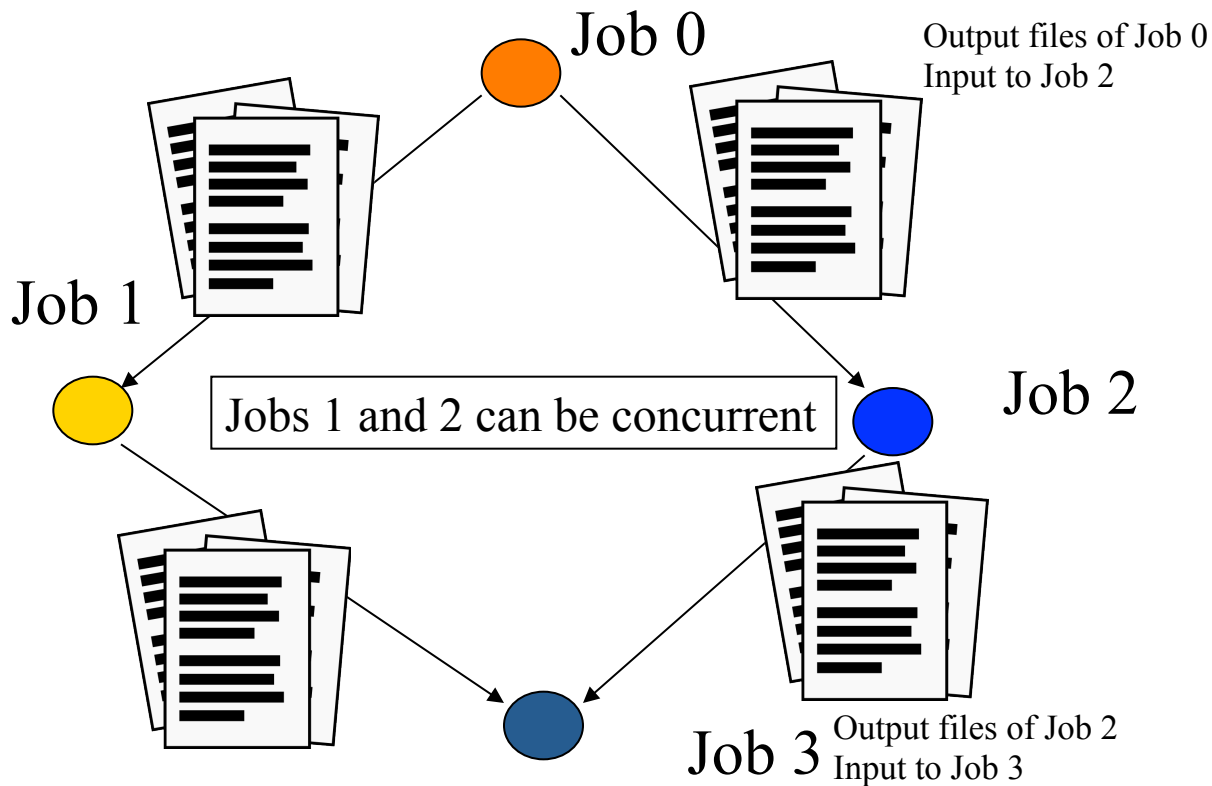 Job 0
Output files of Job 0
Input to Job 2
Job 1
Jobs 1 and 2 can be concurrent
Job 2
Job 3
Output files of Job 2
Input to Job 3